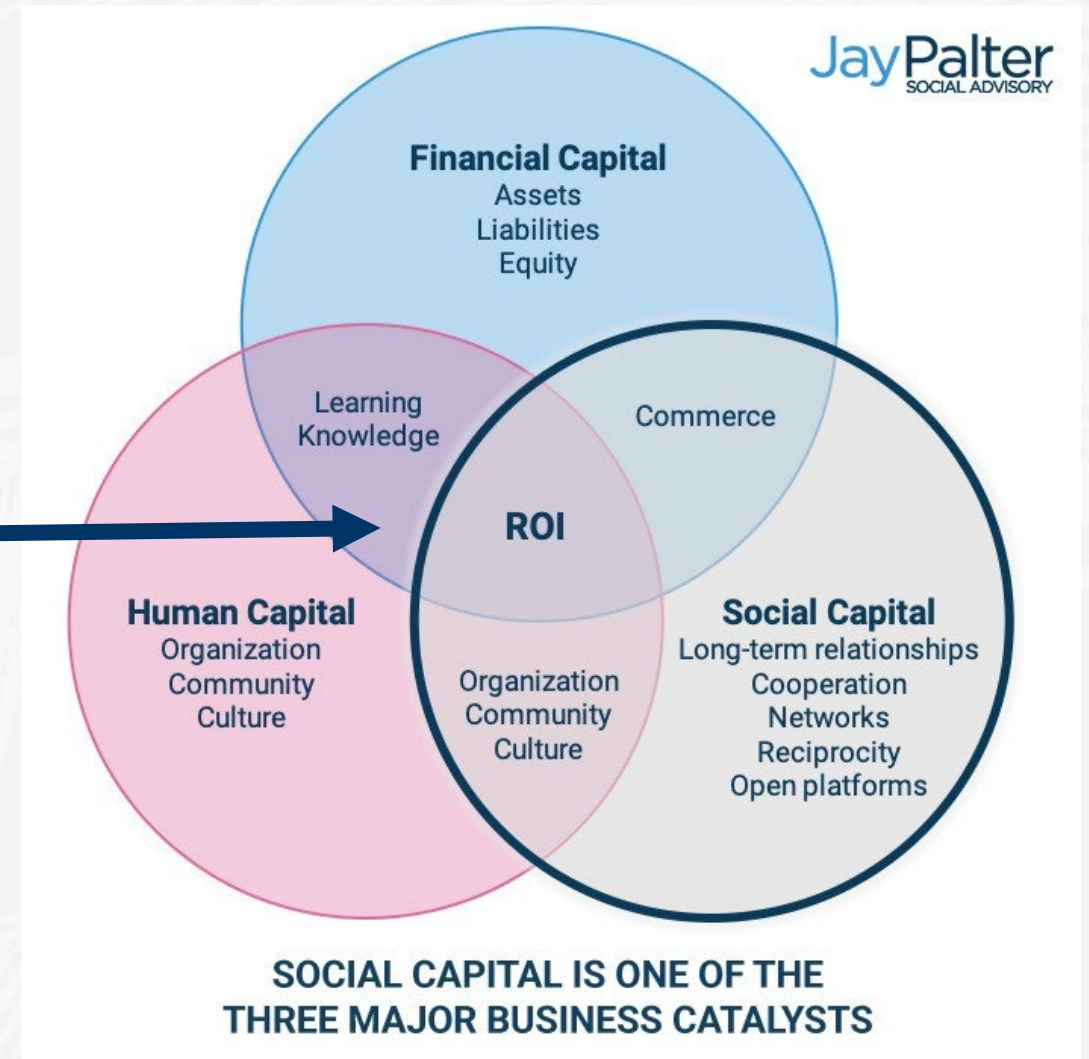 JayPalter
SOCIAL ADVISORY
Financial Capital
Assets
Liabilities
Equity
Learning
Knowledge
Commerce
ROI
Human Capital
Organization
Community
Culture
Organization
Community
Culture
Social Capital
Long-term relationships
Cooperation
Networks
Reciprocity
Open platforms
SOCIAL CAPITAL IS ONE OF THE
THREE MAJOR BUSINESS CATALYSTS